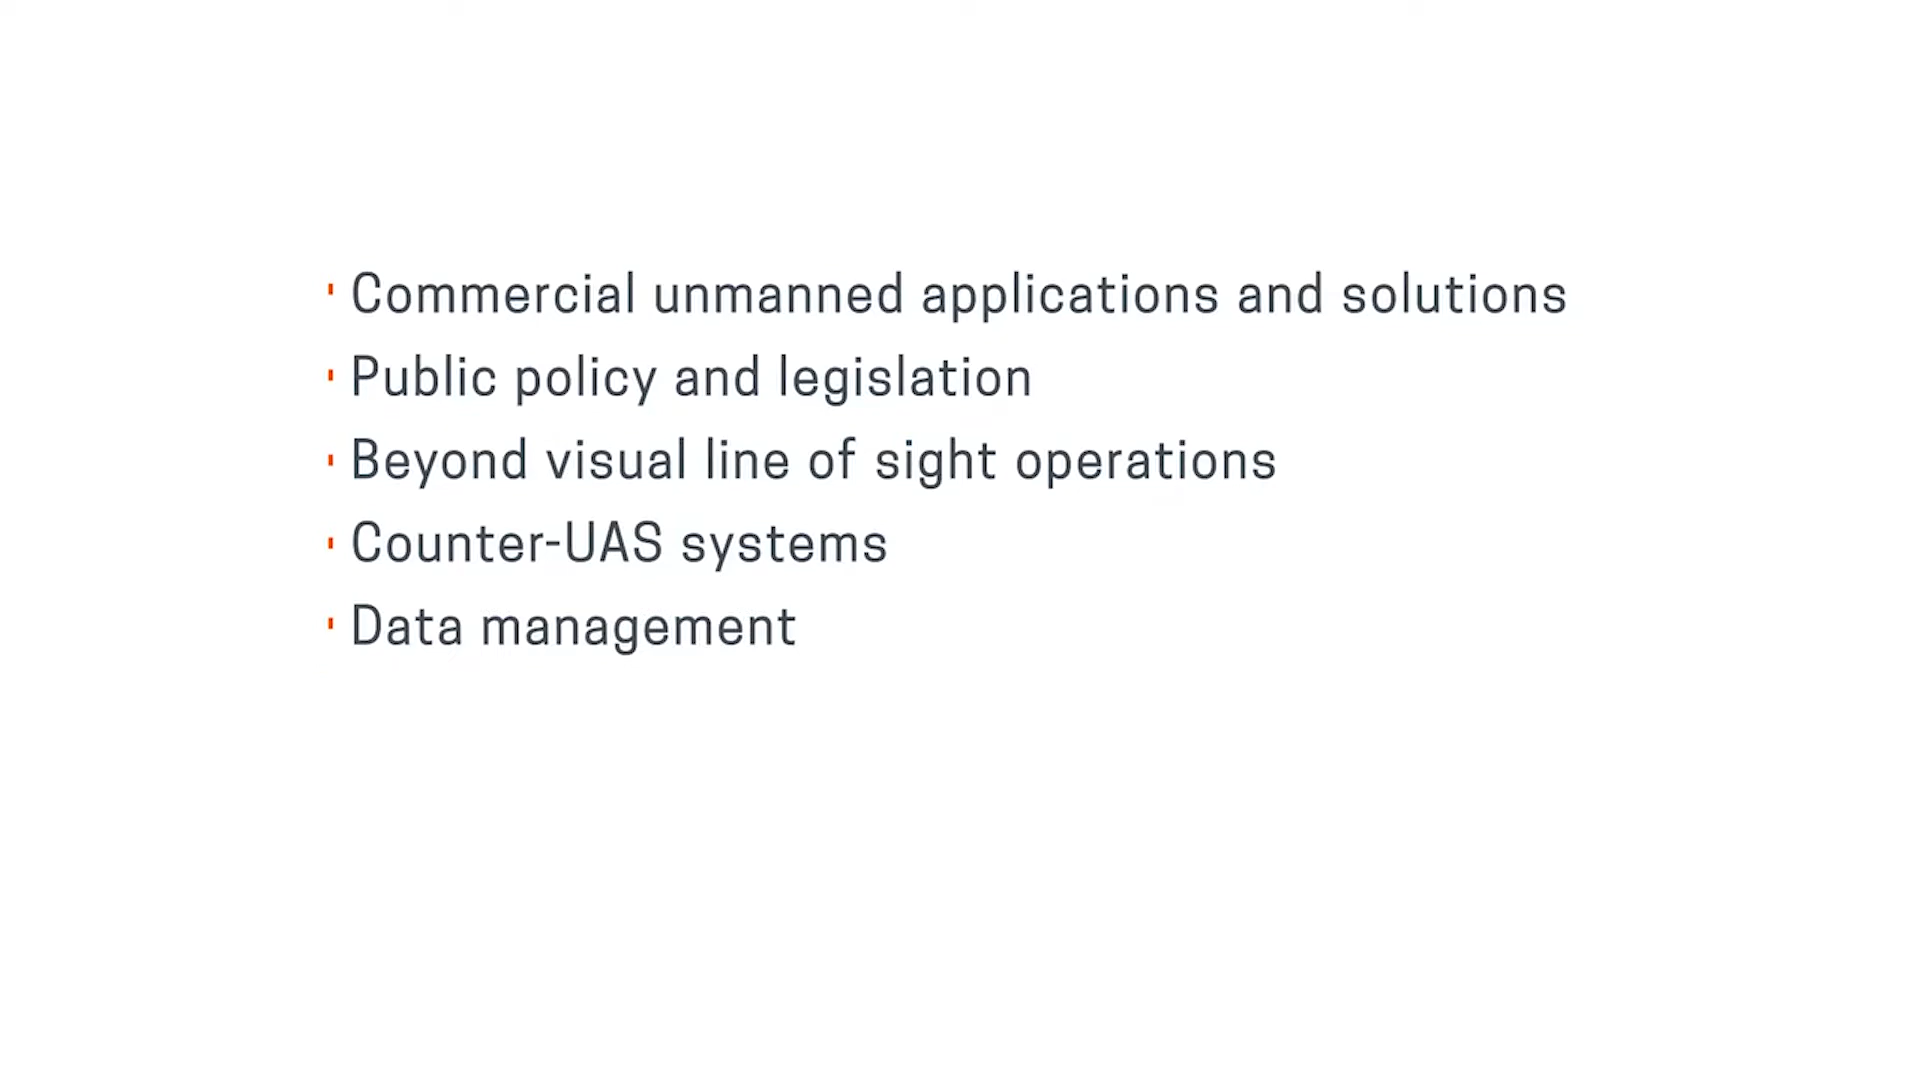 Commercial unmanned applications and solutions
Public policy and legislation
Beyond visual line of sight operations
Counter-UAS systems
Data management